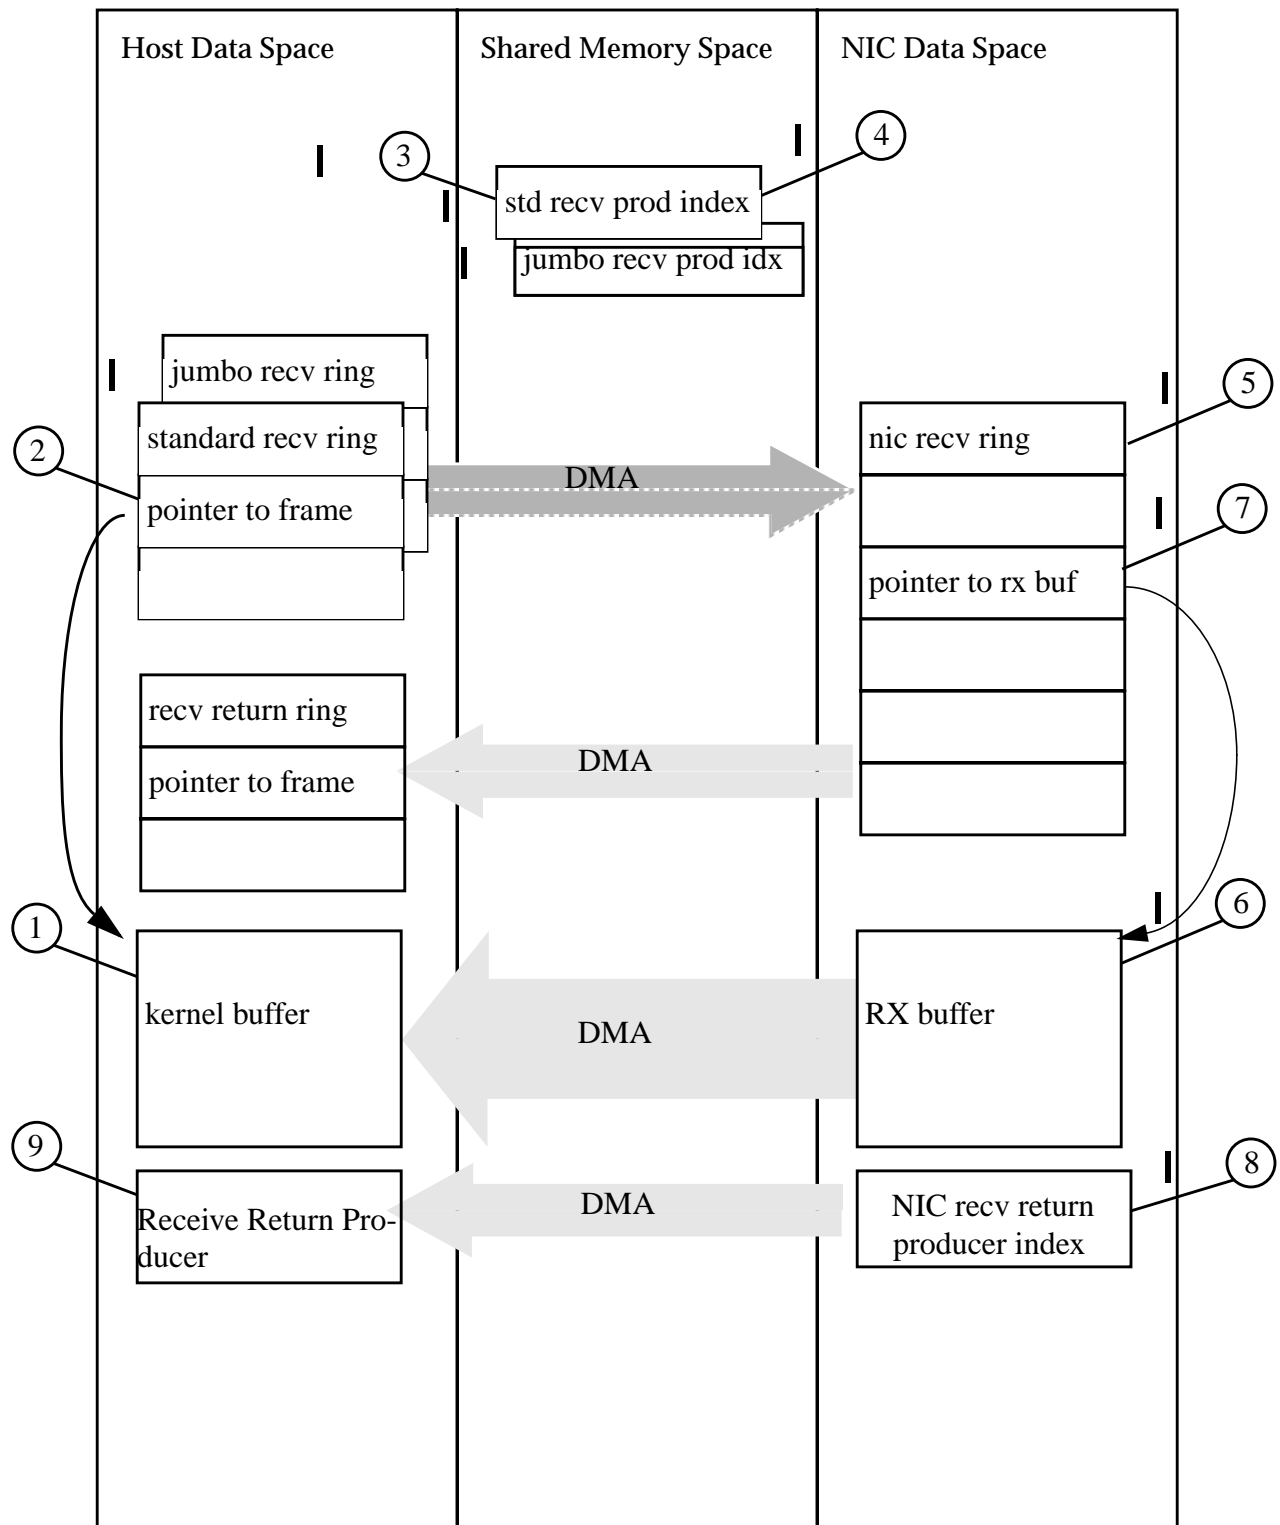 Host Data Space
Shared Memory Space
NIC Data Space
3
4
std recv prod index
jumbo recv prod idx
jumbo recv ring
5
standard recv ring
nic recv ring
2
DMA
pointer to frame
7
pointer to rx buf
recv return ring
DMA
pointer to frame
1
6
kernel buffer
RX buffer
DMA
9
8
DMA
Receive Return Pro-
ducer
NIC recv return
producer index